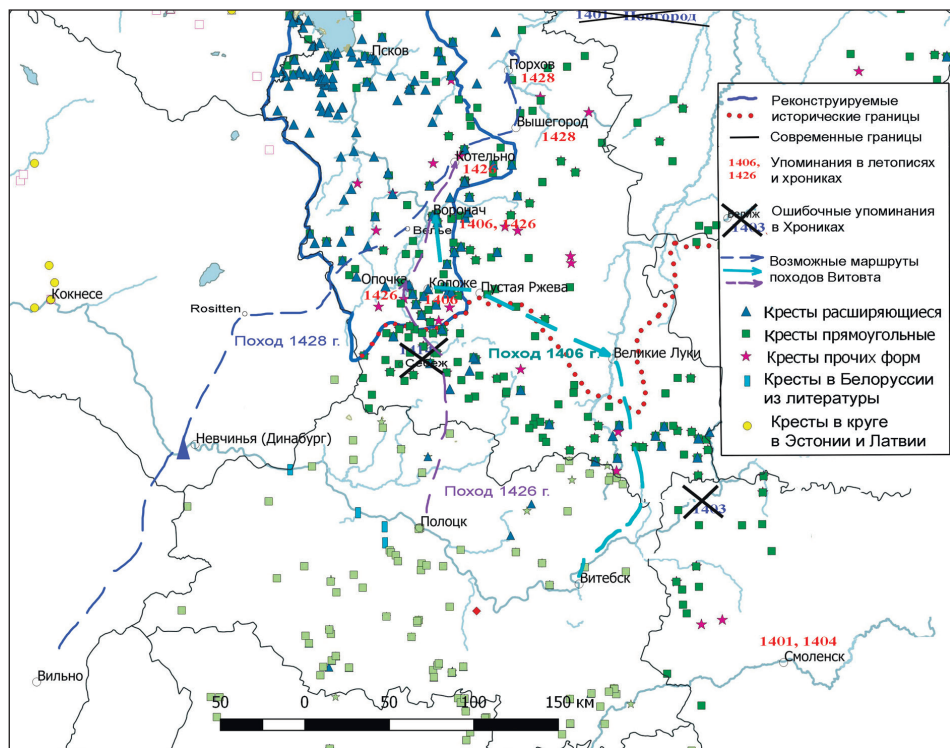 1401 Новгород
Псков
Порхов
1428
Вышегород
1428
Котельно
1426
Воронач
1406, 1426
Велье
Опочка
1426
Коложе
1406
Пустая Ржева
Кокнесе
Rositten
Поход 1428 г.
Себеж
Поход 1406 г.
Великие Луки
Невчинья (Динабург)
Поход 1426 г.
Полоцк
1403
Витебск
1401, 1404
Смоленск
Вильно
50 0 50 100 150 км
Реконструируемые
исторические границы
Современные границы
1406,
1426
Упоминания в летописях
и хрониках
1403
Ошибочные упоминания
в Хрониках
Возможные маршруты
походов Витовта
Кресты расширяющиеся
Кресты прямоугольные
Кресты прочих форм
Кресты в Белоруссии
из литературы
Кресты в круге
в Эстонии и Латвии